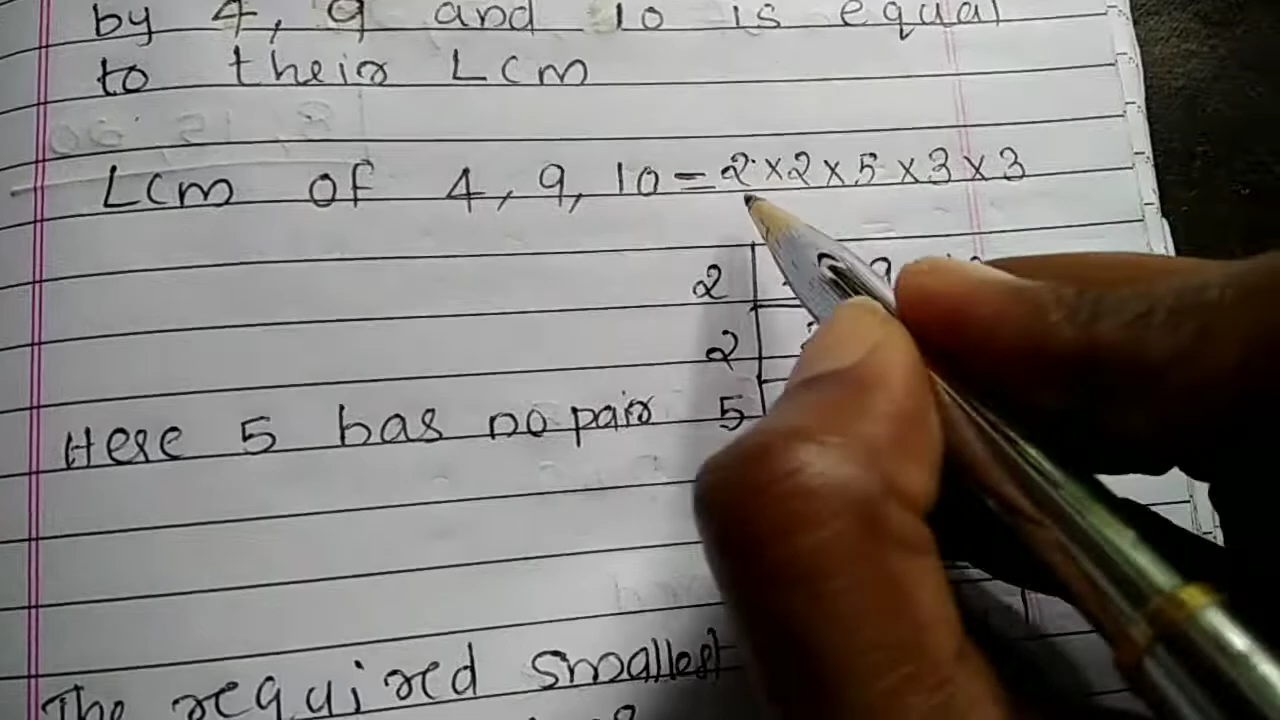 by 4, 9 and 10 is equal
to their LCM
LCM of 4, 9, 10 = 2 × 2 × 5 × 3 × 3
2 9
2
Here 5 has no pair 5
The required smallest